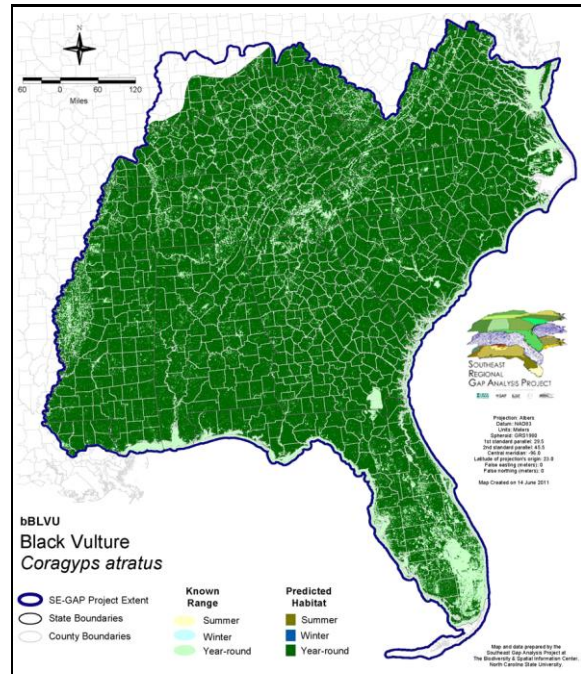 N
60 0 60 120
Miles
SOUTHEAST
REGIONAL
GAP ANALYSIS PROJECT
Projection: Albers
Datum: NAD83
Units: Meters
Spheroid: GRS1980
1st standard parallel: 29.5
2nd standard parallel: 45.5
Central meridian: -96.0
Latitude of projection's origin: 23.0
False easting (meters): 0
False northing (meters): 0
Map Created on 14 June 2011
bBLVU
Black Vulture
Coragyps atratus
SE-GAP Project Extent
State Boundaries
County Boundaries
Known
Range
Summer
Winter
Year-round
Predicted
Habitat
Summer
Winter
Year-round
Map and data prepared by the
Southeast Gap Analysis Project at
The Biodiversity & Spatial Information Center,
North Carolina State University.